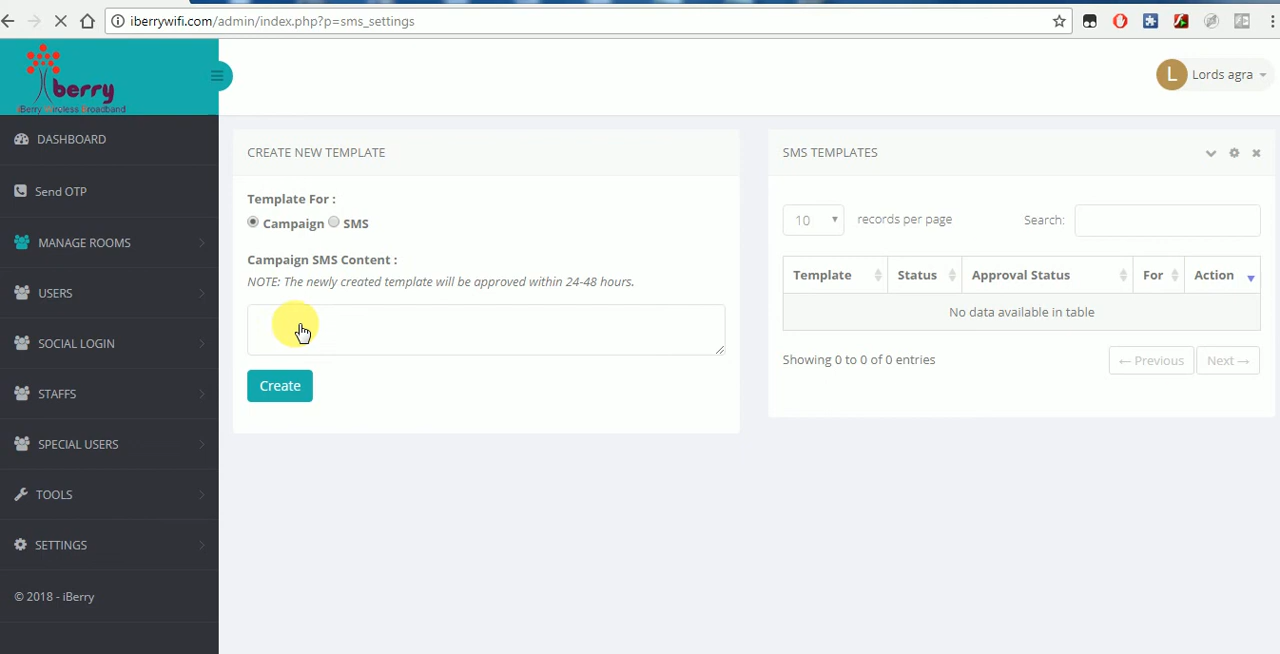 iberrywifi.com/admin/index.php?p=sms_settings
berry
iBerry Wireless Broadband
L Lords agra
DASHBOARD
Send OTP
MANAGE ROOMS
USERS
SOCIAL LOGIN
STAFFS
SPECIAL USERS
TOOLS
SETTINGS
© 2018 - iBerry
CREATE NEW TEMPLATE
Template For :
Campaign SMS
Campaign SMS Content :
NOTE: The newly created template will be approved within 24-48 hours.
Create
SMS TEMPLATES
10 records per page Search:
Template Status Approval Status For Action
No data available in table
Showing 0 to 0 of 0 entries
← Previous Next →